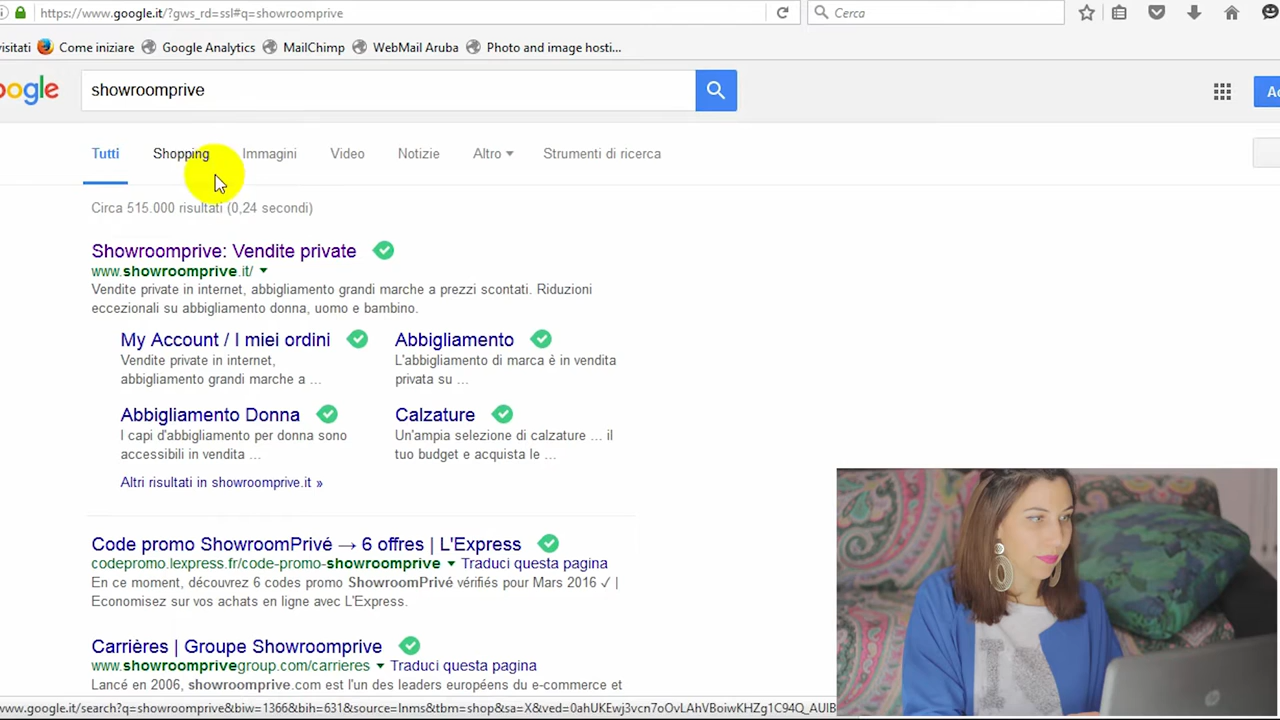 https://www.google.it/?gws_rd=ssl#q=showroomprive
Cerca
isitati Come iniziare Google Analytics MailChimp WebMail Aruba Photo and image hosti...
oogle showroomprive
Tutti Shopping Immagini Video Notizie Altro Strumenti di ricerca
Circa 515.000 risultati (0,24 secondi)
Showroomprive: Vendite private
www.showroomprive.it/
Vendite private in internet, abbigliamento grandi marche a prezzi scontati. Riduzioni
eccezionali su abbigliamento donna, uomo e bambino.
My Account / I miei ordini
Vendite private in internet,
abbigliamento grandi marche a ...
Abbigliamento
L'abbigliamento di marca è in vendita
privata su ...
Abbigliamento Donna
I capi d'abbigliamento per donna sono
accessibili in vendita ...
Calzature
Un'ampia selezione di calzature ... il
tuo budget e acquista le ...
Altri risultati in showroomprive.it »
Code promo ShowroomPrivé → 6 offres | L'Express
codepromo.lexpress.fr/code-promo-showroomprive Traduci questa pagina
En ce moment, découvrez 6 codes promo ShowroomPrivé vérifiés pour Mars 2016 ✓ |
Economisez sur vos achats en ligne avec L'Express.
Carrières | Groupe Showroomprive
www.showroomprivegroup.com/carrieres Traduci questa pagina
Lancé en 2006, showroomprive.com est l'un des leaders européens du e-commerce et